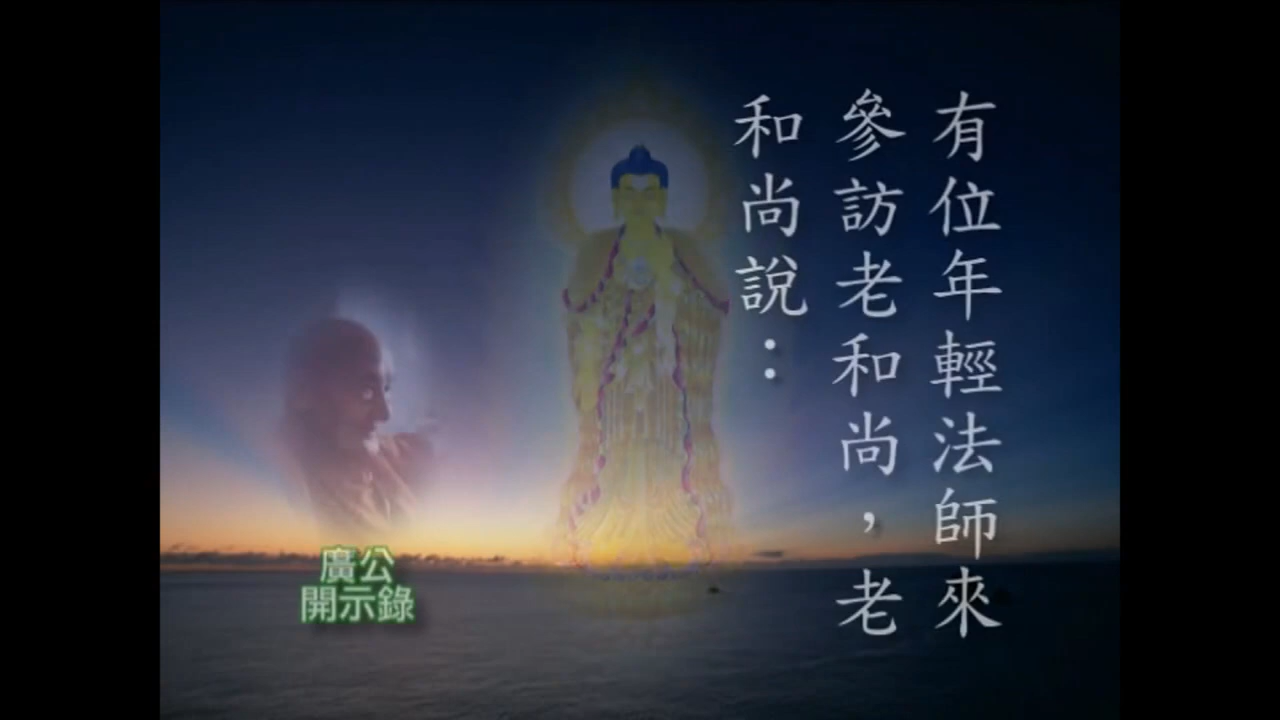 有位年輕法師來
參訪老和尚，老
和尚說：
廣公
開示錄